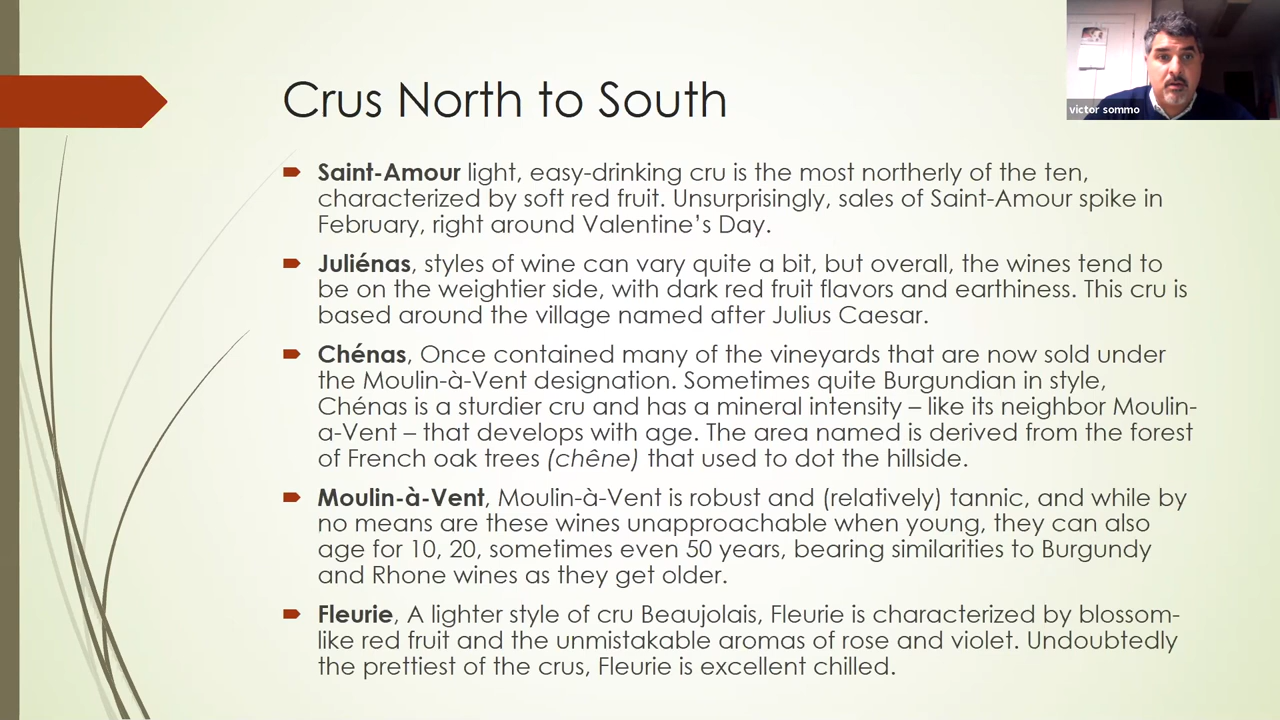 Crus North to South
victor sommo
Saint-Amour light, easy-drinking cru is the most northerly of the ten,
characterized by soft red fruit. Unsurprisingly, sales of Saint-Amour spike in
February, right around Valentine’s Day.
Juliénas, styles of wine can vary quite a bit, but overall, the wines tend to
be on the weightier side, with dark red fruit flavors and earthiness. This cru is
based around the village named after Julius Caesar.
Chénas, Once contained many of the vineyards that are now sold under
the Moulin-à-Vent designation. Sometimes quite Burgundian in style,
Chénas is a sturdier cru and has a mineral intensity – like its neighbor Moulin-
a-Vent – that develops with age. The area named is derived from the forest
of French oak trees (chêne) that used to dot the hillside.
Moulin-à-Vent, Moulin-à-Vent is robust and (relatively) tannic, and while by
no means are these wines unapproachable when young, they can also
age for 10, 20, sometimes even 50 years, bearing similarities to Burgundy
and Rhone wines as they get older.
Fleurie, A lighter style of cru Beaujolais, Fleurie is characterized by blossom-
like red fruit and the unmistakable aromas of rose and violet. Undoubtedly
the prettiest of the crus, Fleurie is excellent chilled.